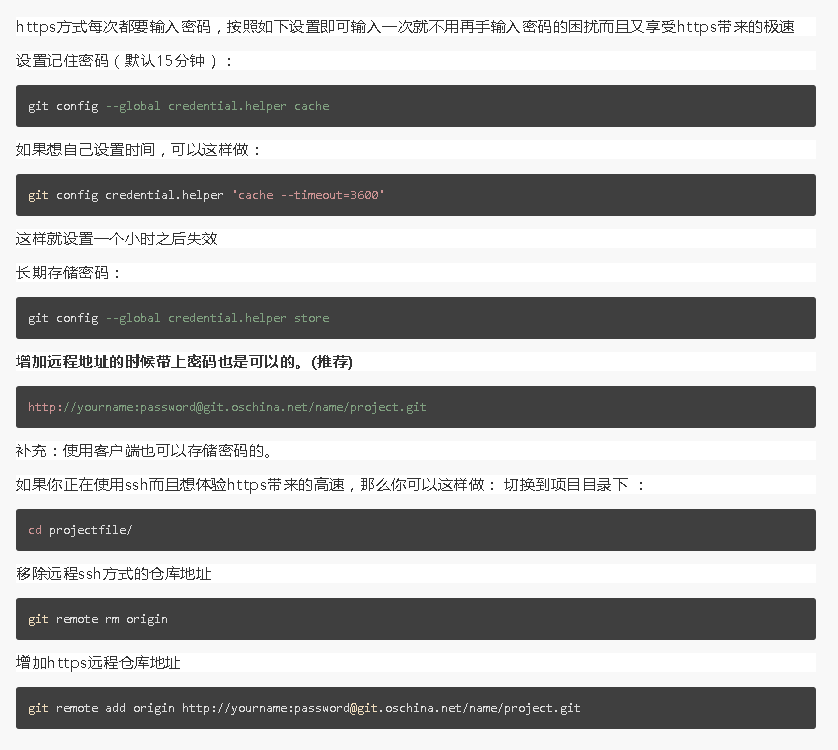 https方式每次都要输入密码，按照如下设置即可输入一次就不用再手输入密码的困扰而且又享受https带来的极速
设置记住密码（默认15分钟）：
git config --global credential.helper cache
如果想自己设置时间，可以这样做：
git config credential.helper 'cache --timeout=3600'
这样就设置一个小时之后失效
长期存储密码：
git config --global credential.helper store
增加远程地址的时候带上密码也是可以的。(推荐)
http://yourname:password@git.oschina.net/name/project.git
补充：使用客户端也可以存储密码的。
如果你正在使用ssh而且想体验https带来的高速，那么你可以这样做： 切换到项目目录下 ：
cd projectfile/
移除远程ssh方式的仓库地址
git remote rm origin
增加https远程仓库地址
git remote add origin http://yourname:password@git.oschina.net/name/project.git